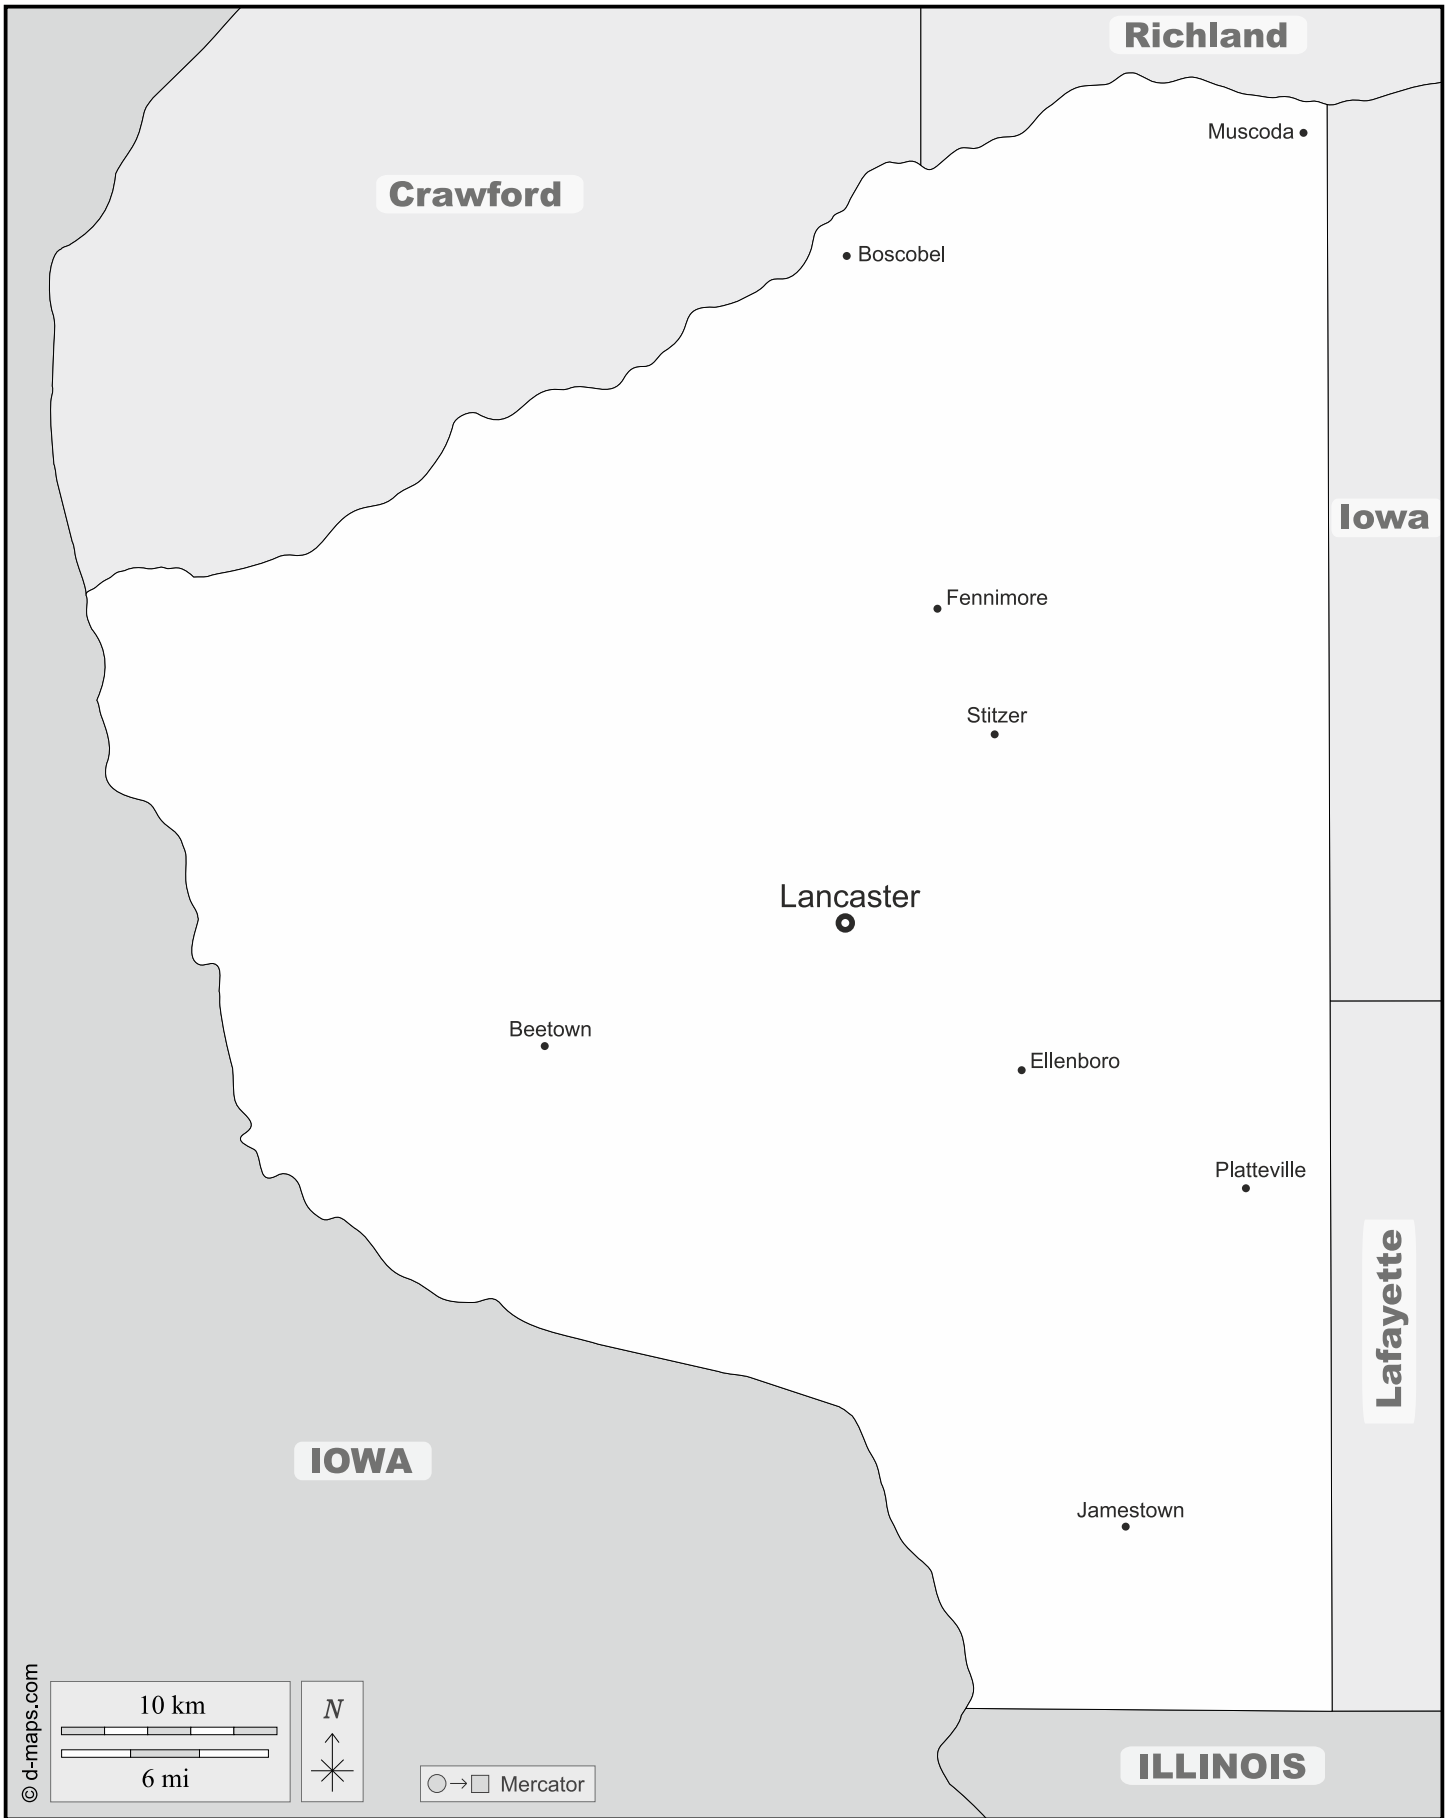 Richland
Muscoda
Crawford
Boscobel
Iowa
Fennimore
Stitzer
Lancaster
Beetown
Ellenboro
Platteville
Lafayette
IOWA
Jamestown
© d-maps.com
10 km
6 mi
N
Mercator
ILLINOIS